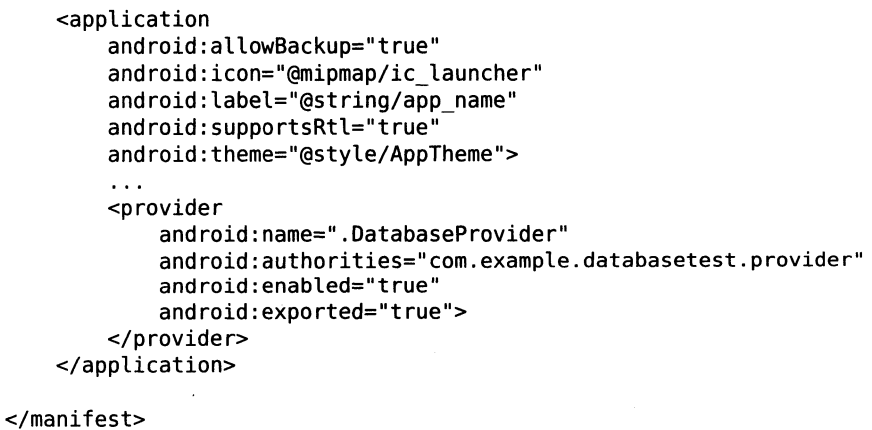 <application
        android:allowBackup="true"
        android:icon="@mipmap/ic_launcher"
        android:label="@string/app_name"
        android:supportsRtl="true"
        android:theme="@style/AppTheme">
        ...
        <provider
            android:name=".DatabaseProvider"
            android:authorities="com.example.databasetest.provider"
            android:enabled="true"
            android:exported="true">
        </provider>
    </application>

</manifest>